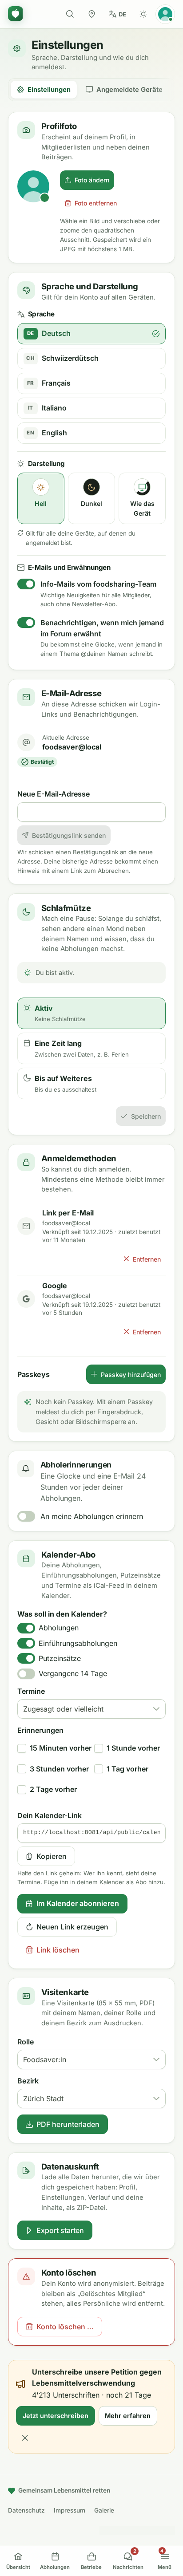 DE
Einstellungen
Sprache, Darstellung und wie du dich
anmeldest.
Einstellungen
Angemeldete Geräte
Profilfoto
Erscheint auf deinem Profil, in
Mitgliederlisten und neben deinen
Beiträgen.
Foto ändern
Foto entfernen
Wähle ein Bild und verschiebe oder
zoome den quadratischen
Ausschnitt. Gespeichert wird ein
JPEG mit höchstens 1 MB.
Sprache und Darstellung
Gilt für dein Konto auf allen Geräten.
Sprache
DE Deutsch
CH Schwiizerdütsch
FR Français
IT Italiano
EN English
Darstellung
Hell
Dunkel
Wie das
Gerät
Gilt für alle deine Geräte, auf denen du
angemeldet bist.
E-Mails und Erwähnungen
Info-Mails vom foodsharing-Team
Wichtige Neuigkeiten für alle Mitglieder,
auch ohne Newsletter-Abo.
Benachrichtigen, wenn mich jemand
im Forum erwähnt
Du bekommst eine Glocke, wenn jemand in
einem Thema @deinen Namen schreibt.
E-Mail-Adresse
An diese Adresse schicken wir Login-
Links und Benachrichtigungen.
Aktuelle Adresse
foodsaver@local
Bestätigt
Neue E-Mail-Adresse
Bestätigungslink senden
Wir schicken einen Bestätigungslink an die neue
Adresse. Deine bisherige Adresse bekommt einen
Hinweis mit einem Link zum Abbrechen.
Schlafmütze
Mach eine Pause: Solange du schläfst,
sehen andere einen Mond neben
deinem Namen und wissen, dass du
keine Abholungen machst.
Du bist aktiv.
Aktiv
Keine Schlafmütze
Eine Zeit lang
Zwischen zwei Daten, z. B. Ferien
Bis auf Weiteres
Bis du es ausschaltest
Speichern
Anmeldemethoden
So kannst du dich anmelden.
Mindestens eine Methode bleibt immer
bestehen.
Link per E-Mail
foodsaver@local
Verknüpft seit 19.12.2025 · zuletzt benutzt
vor 11 Monaten
Entfernen
Google
foodsaver@local
Verknüpft seit 19.12.2025 · zuletzt benutzt
vor 5 Stunden
Entfernen
Passkeys
Passkey hinzufügen
Noch kein Passkey. Mit einem Passkey
meldest du dich per Fingerabdruck,
Gesicht oder Bildschirmsperre an.
Abholerinnerungen
Eine Glocke und eine E-Mail 24
Stunden vor jeder deiner
Abholungen.
An meine Abholungen erinnern
Kalender-Abo
Deine Abholungen,
Einführungsabholungen, Putzeinsätze
und Termine als iCal-Feed in deinem
Kalender.
Was soll in den Kalender?
Abholungen
Einführungsabholungen
Putzeinsätze
Vergangene 14 Tage
Termine
Zugesagt oder vielleicht
Erinnerungen
15 Minuten vorher
1 Stunde vorher
3 Stunden vorher
1 Tag vorher
2 Tage vorher
Dein Kalender-Link
http://localhost:8081/api/public/calen
Kopieren
Halte den Link geheim: Wer ihn kennt, sieht deine
Termine. Füge ihn in deinem Kalender als Abo hinzu.
Im Kalender abonnieren
Neuen Link erzeugen
Link löschen
Visitenkarte
Eine Visitenkarte (85 × 55 mm, PDF)
mit deinem Namen, deiner Rolle und
deinem Bezirk zum Ausdrucken.
Rolle
Foodsaver:in
Bezirk
Zürich Stadt
PDF herunterladen
Datenauskunft
Lade alle Daten herunter, die wir über
dich gespeichert haben: Profil,
Einstellungen, Verlauf und deine
Inhalte, als ZIP-Datei.
Export starten
Konto löschen
Dein Konto wird anonymisiert. Beiträge
bleiben als „Gelöschtes Mitglied"
stehen, alles Persönliche wird entfernt.
Konto löschen ...
Unterschreibe unsere Petition gegen
Lebensmittelverschwendung
4'213 Unterschriften · noch 21 Tage
Jetzt unterschreiben
Mehr erfahren
Gemeinsam Lebensmittel retten
Datenschutz
Impressum
Galerie
Übersicht
Abholungen
Betriebe
2
Nachrichten
4
Menü